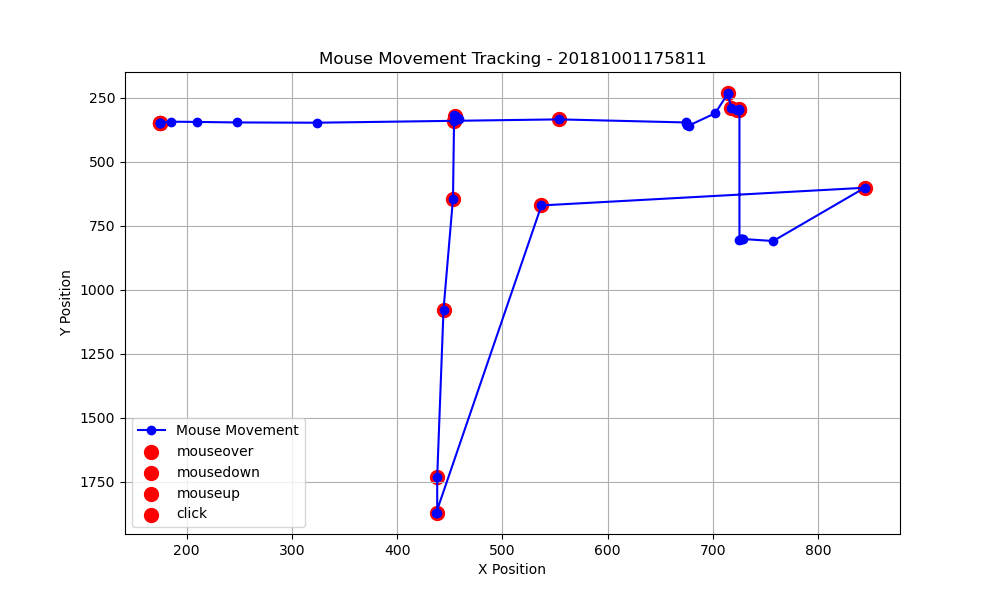 Mouse Movement Tracking - 20181001175811
Y Position
250
500
750
1000
1250
1500
1750
Mouse Movement
mouseover
mousedown
mouseup
click
200 300 400 500 600 700 800
X Position